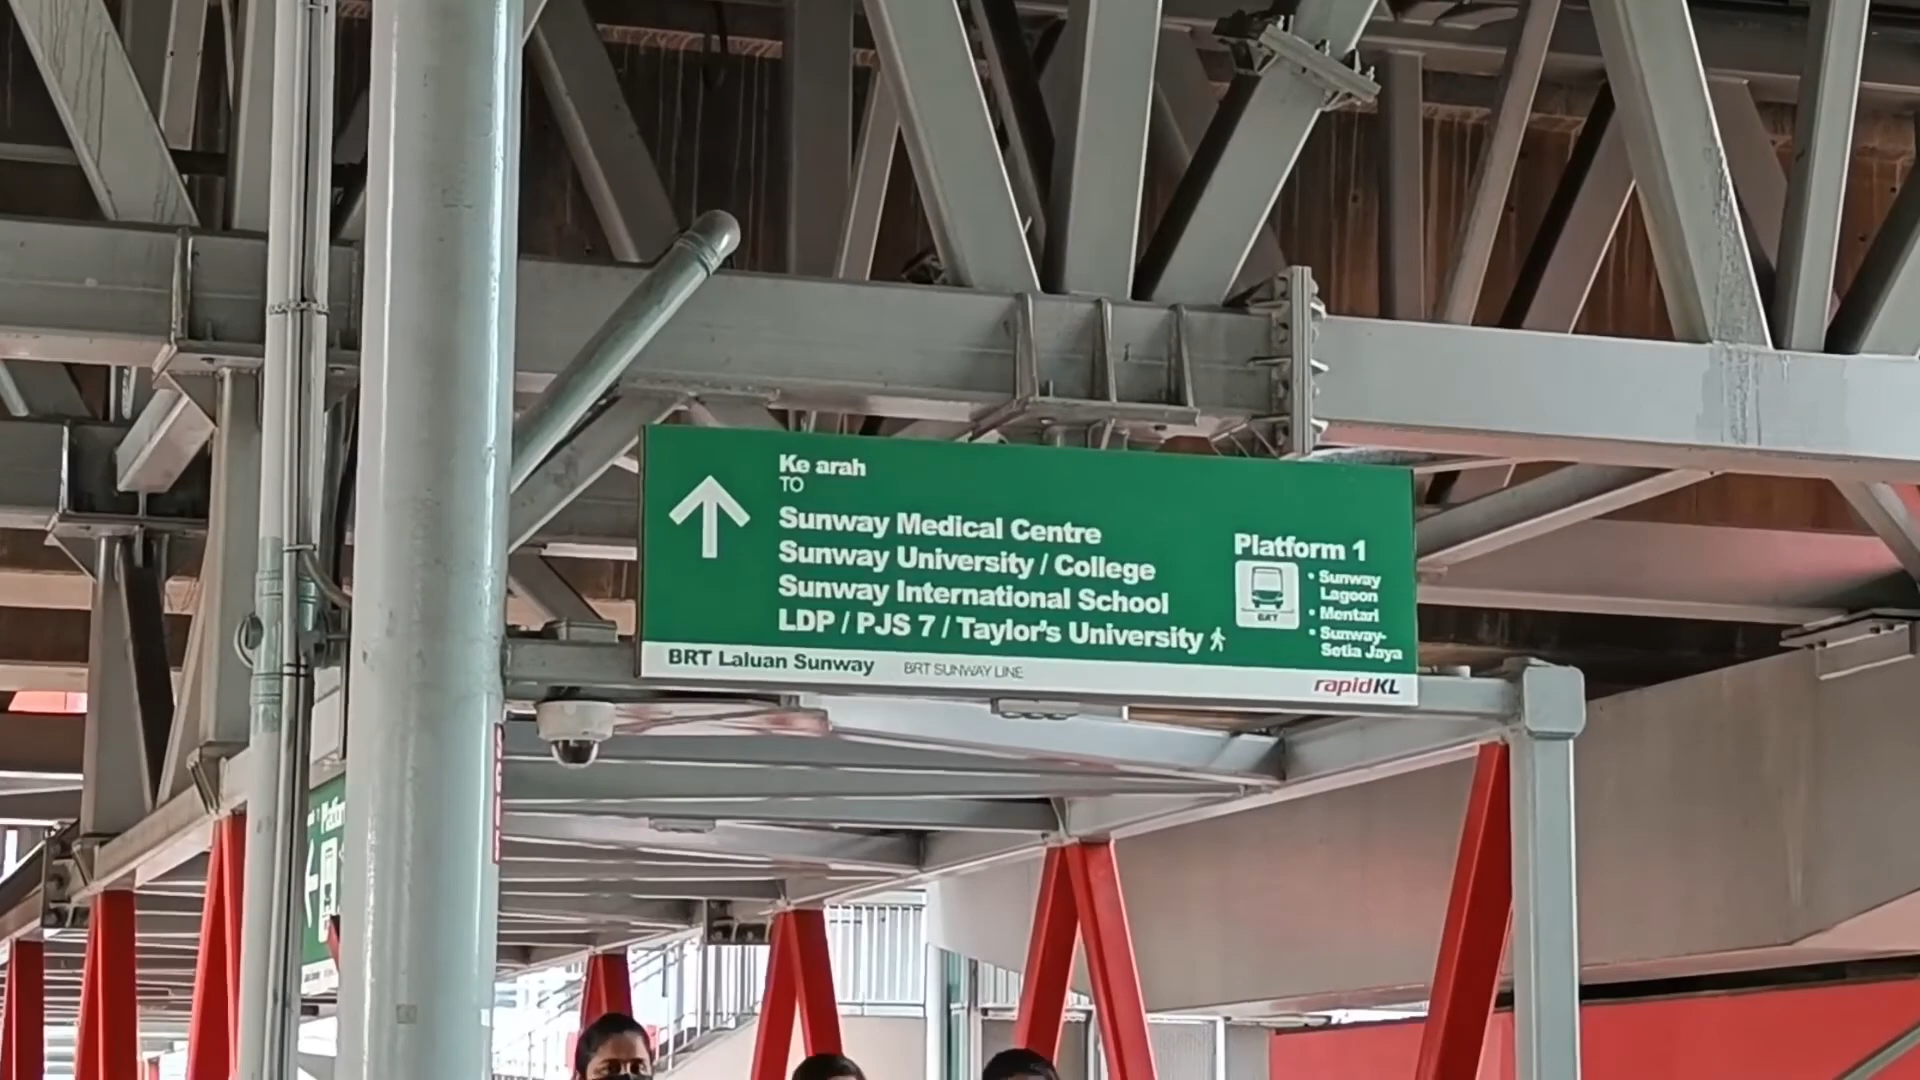 Ke arah
TO
Sunway Medical Centre
Sunway University / College
Sunway International School
LDP / PJS 7 / Taylor's University
Platform 1
BRT
• Sunway
Lagoon
• Mentari
• Sunway-
Setia Jaya
BRT Laluan Sunway BRT SUNWAY LINE
rapidKL